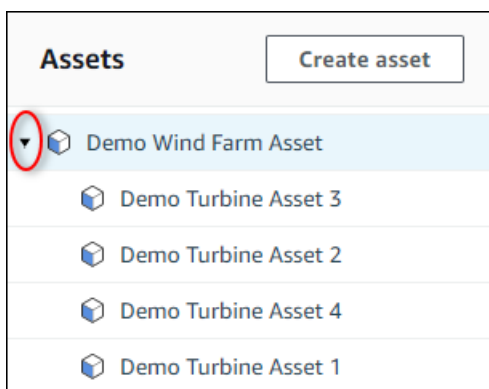 Assets
Create asset
Demo Wind Farm Asset
Demo Turbine Asset 3
Demo Turbine Asset 2
Demo Turbine Asset 4
Demo Turbine Asset 1